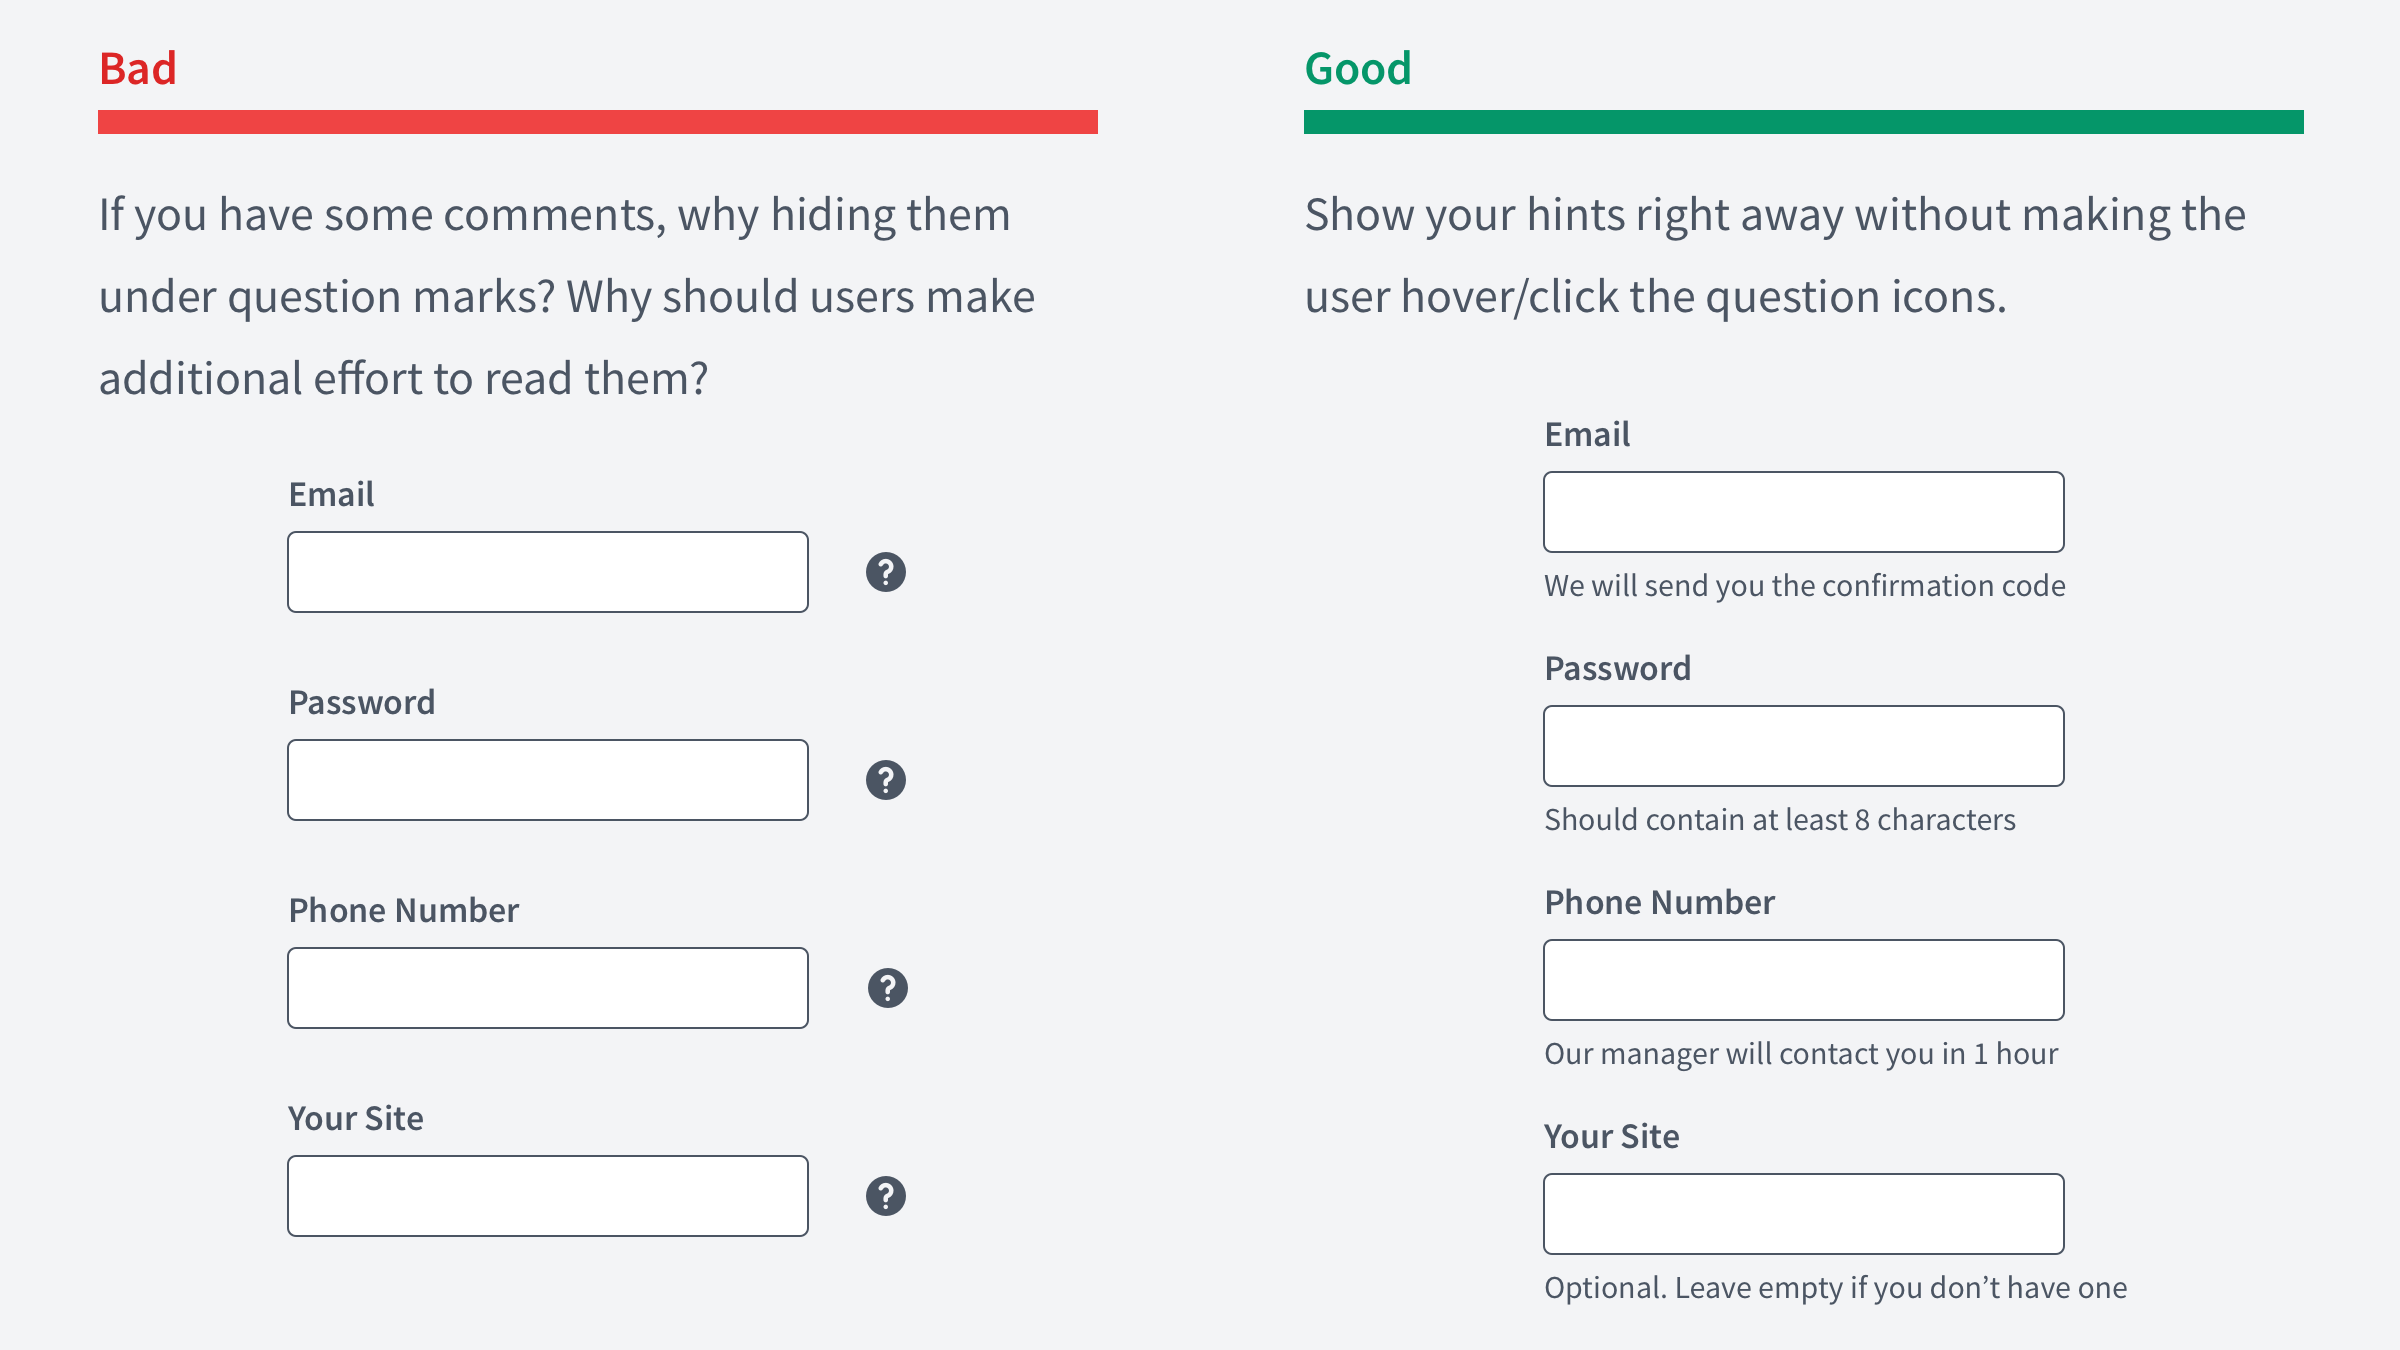 Bad
If you have some comments, why hiding them
under question marks? Why should users make
additional effort to read them?
Email
?
Password
?
Phone Number
?
Your Site
?
Good
Show your hints right away without making the
user hover/click the question icons.
Email
We will send you the confirmation code
Password
Should contain at least 8 characters
Phone Number
Our manager will contact you in 1 hour
Your Site
Optional. Leave empty if you don’t have one